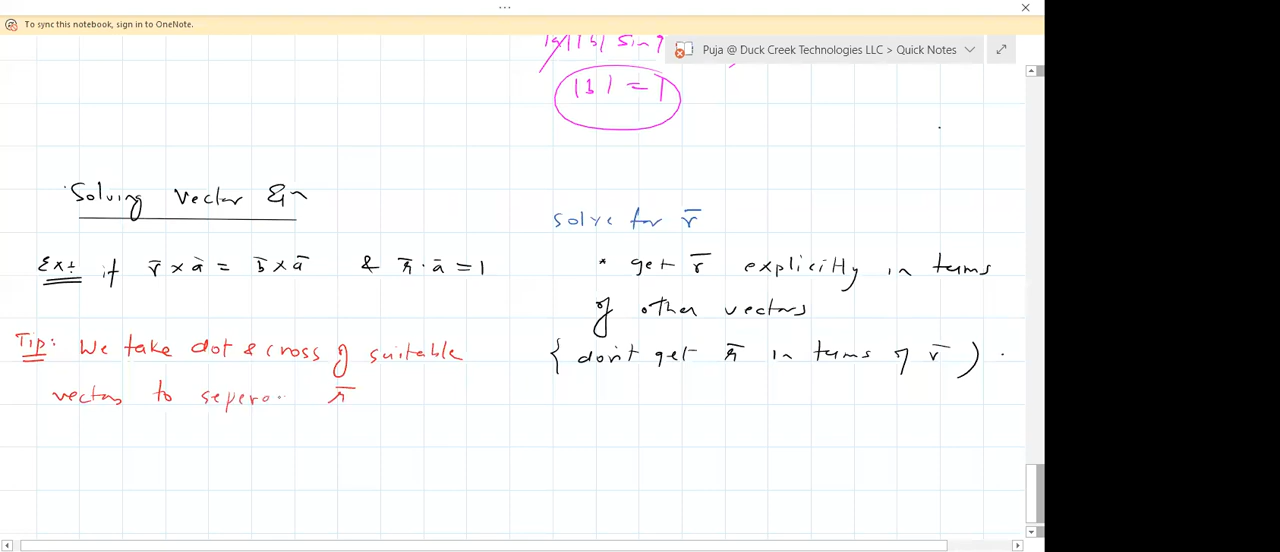 To sync this notebook, sign in to OneNote.
Puja @ Duck Creek Technologies LLC > Quick Notes
|b| = 1
Solving Vector Eqn
Ex: if r̄ × ā = b̄ × ā & r̄ · ā = 1
Tip: We take dot & cross of suitable
vectors to sepera r̄
solve for r̄
* get r̄ explicitly in terms
of other vectors
{ don't get r̄ in terms of r̄ ) .